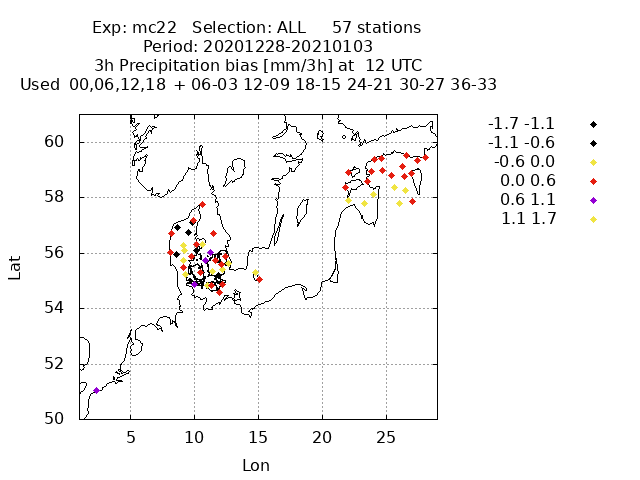 Exp: mc22 Selection: ALL 57 stations
Period: 20201228-20210103
3h Precipitation bias [mm/3h] at 12 UTC
Used 00,06,12,18 + 06-03 12-09 18-15 24-21 30-27 36-33
-1.7 -1.1
-1.1 -0.6
-0.6 0.0
0.0 0.6
0.6 1.1
1.1 1.7
60
58
56
54
52
50
Lat
5 10 15 20 25
Lon